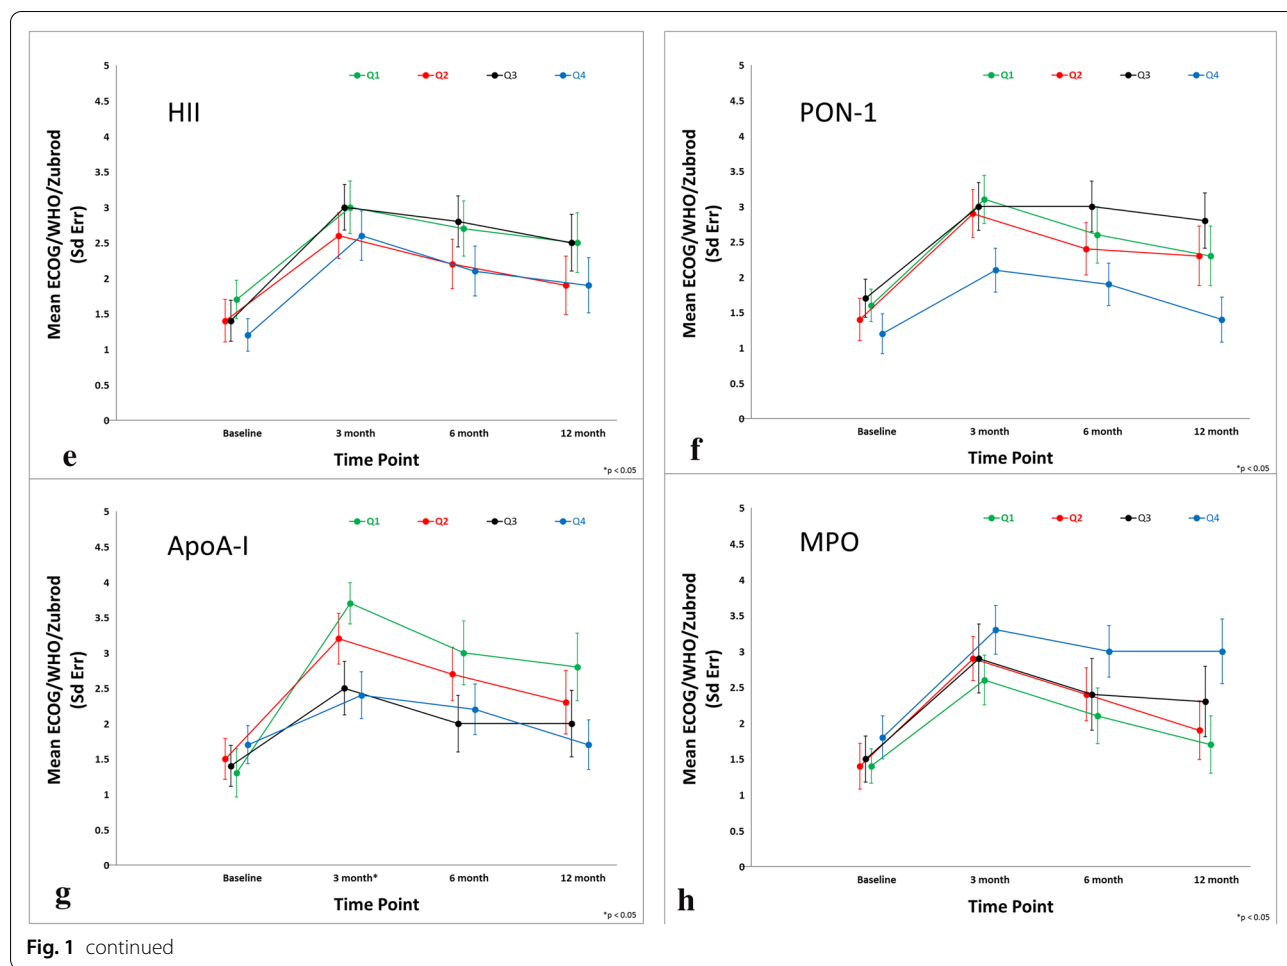 5
4.5
4
3.5
3
2.5
2
1.5
1
0.5
0
Mean ECOG/WHO/Zubrod
(Sd Err)
Q1 Q2 Q3 Q4
HII
Baseline 3 month 6 month 12 month
Time Point
e
*p < 0.05
5
4.5
4
3.5
3
2.5
2
1.5
1
0.5
0
Mean ECOG/WHO/Zubrod
(Sd Err)
Q1 Q2 Q3 Q4
PON-1
Baseline 3 month 6 month 12 month
Time Point
f
*p < 0.05
5
4.5
4
3.5
3
2.5
2
1.5
1
0.5
0
Mean ECOG/WHO/Zubrod
(Sd Err)
Q1 Q2 Q3 Q4
ApoA-I
Baseline 3 month* 6 month 12 month
Time Point
g
*p < 0.05
5
4.5
4
3.5
3
2.5
2
1.5
1
0.5
0
Mean ECOG/WHO/Zubrod
(Sd Err)
Q1 Q2 Q3 Q4
MPO
Baseline 3 month 6 month 12 month
Time Point
h
*p < 0.05
Fig. 1 continued